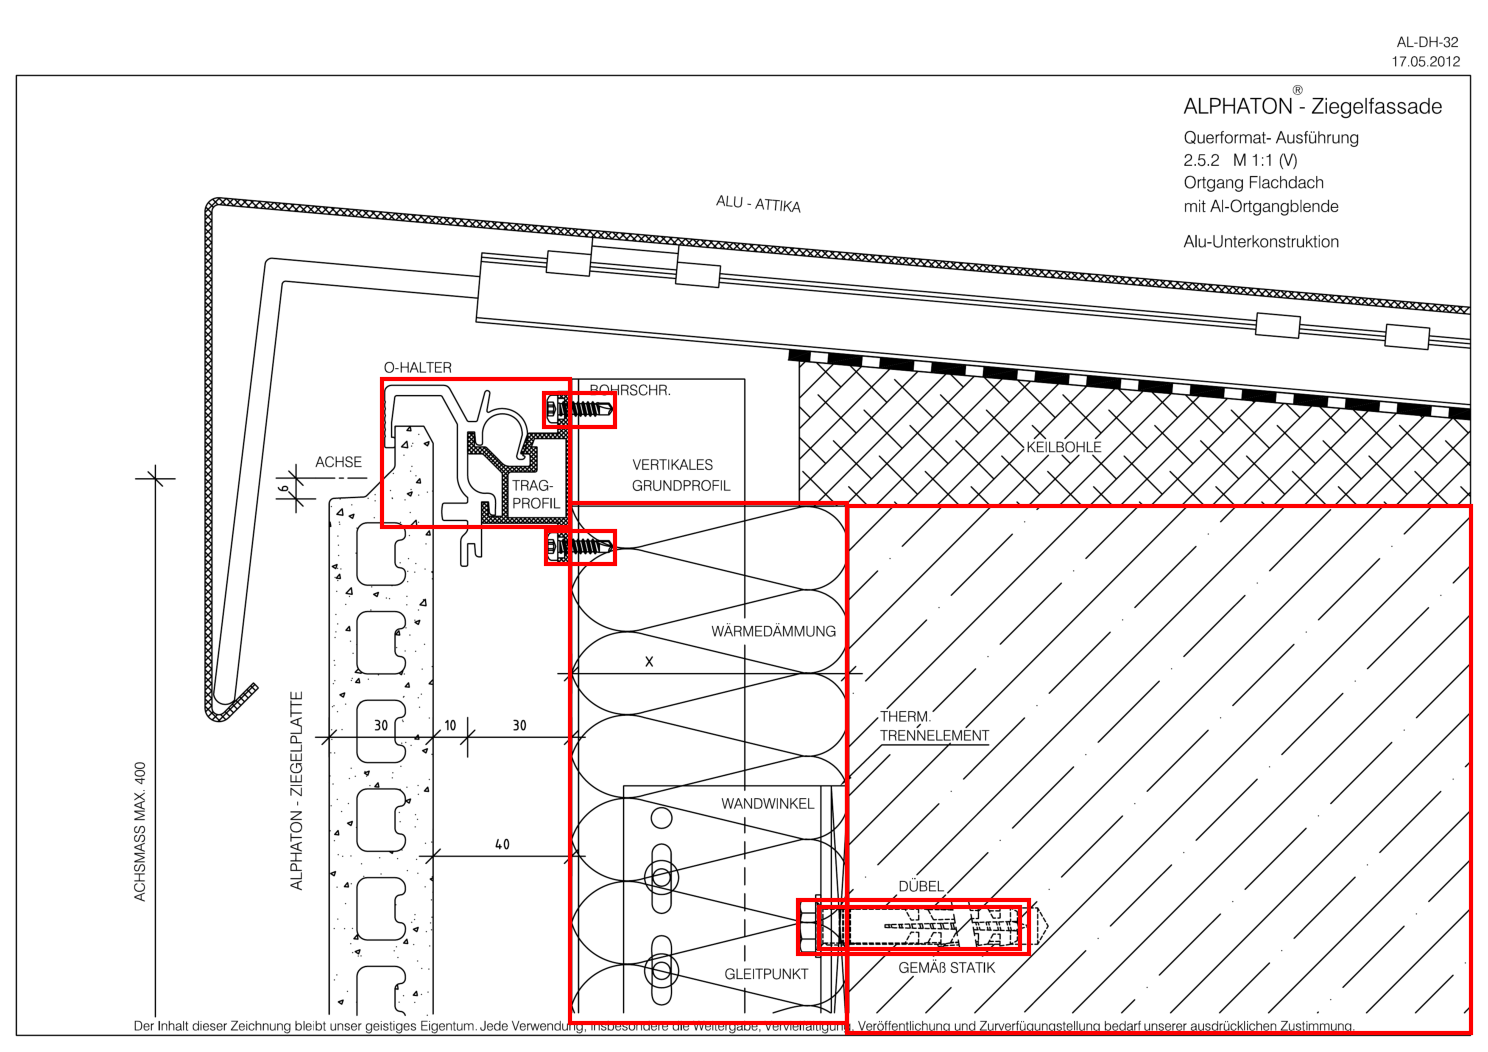 AL-DH-32
17.05.2012
ALPHATON® - Ziegelfassade
Querformat- Ausführung
2.5.2 M 1:1 (V)
Ortgang Flachdach
mit Al-Ortgangblende
Alu-Unterkonstruktion
ALU - ATTIKA
O-HALTER
BOHRSCHR.
KEILBOHLE
ACHSE
VERTIKALES
GRUNDPROFIL
TRAG-
PROFIL
6
WÄRMEDÄMMUNG
X
THERM.
TRENNELEMENT
30
10
30
ALPHATON - ZIEGELPLATTE
ACHSMASS MAX. 400
WANDWINKEL
40
DÜBEL
GEMÄß STATIK
GLEITPUNKT
Der Inhalt dieser Zeichnung bleibt unser geistiges Eigentum. Jede Verwendung, insbesondere die Weitergabe, Vervielfältigung, Veröffentlichung und Zurverfügungstellung bedarf unserer ausdrücklichen Zustimmung.